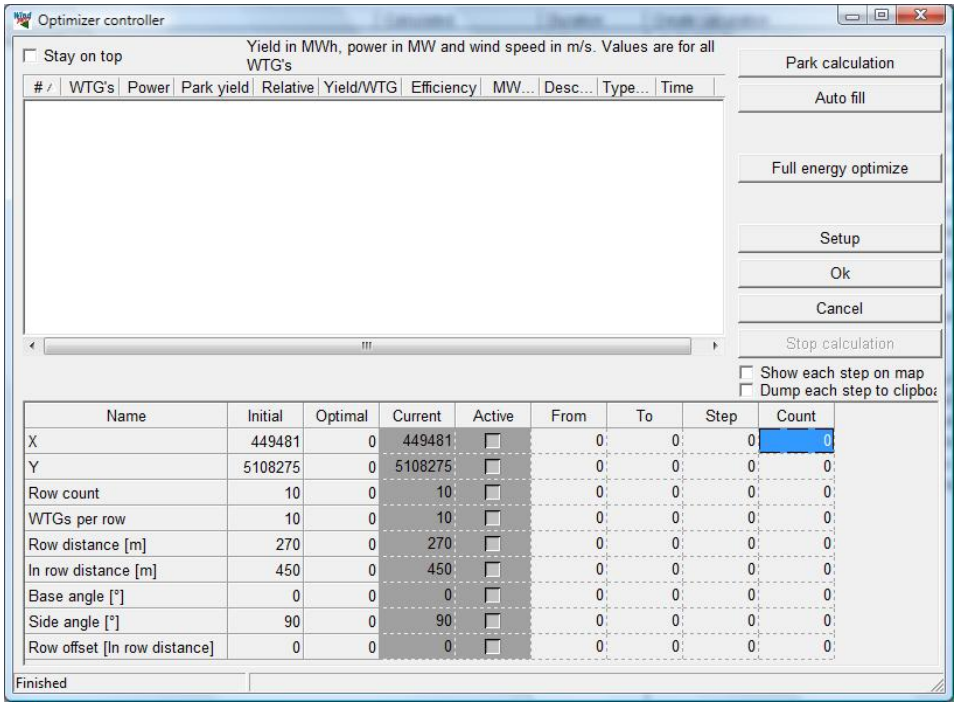 Wind
Optimizer controller
Stay on top
Yield in MWh, power in MW and wind speed in m/s. Values are for all
WTG's
Park calculation
# WTG's Power Park yield Relative Yield/WTG Efficiency MW... Desc... Type... Time
Auto fill
Full energy optimize
Setup
Ok
Cancel
Stop calculation
Show each step on map
Dump each step to clipboa
Name Initial Optimal Current Active From To Step Count
X 449481 0 449481 0 0 0 0
Y 5108275 0 5108275 0 0 0 0
Row count 10 0 10 0 0 0 0
WTGs per row 10 0 10 0 0 0 0
Row distance [m] 270 0 270 0 0 0 0
In row distance [m] 450 0 450 0 0 0 0
Base angle [°] 0 0 0 0 0 0 0
Side angle [°] 90 0 90 0 0 0 0
Row offset [In row distance] 0 0 0 0 0 0 0
Finished